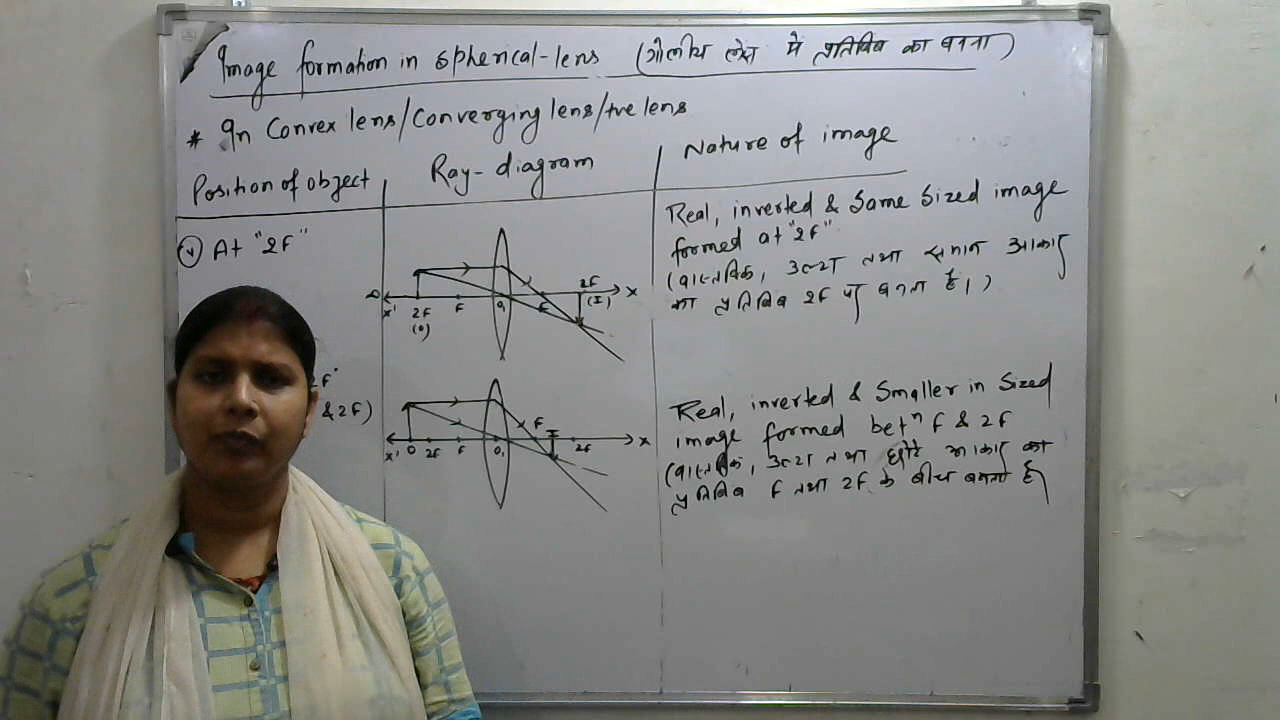 Image formation in spherical-lens (गोलीय लेंस मे प्रतिबिंब का बनना)
* In Convex lens/Converging lens/+ve lens
Position of object
Ray-diagram
Nature of image
(v) At "2F"
x' 2F F O, F 2F x
(O) (I)
Real, inverted & Same Sized image
formed at "2F"
(वास्तविक, उल्टा तथा समान आकार
का प्रतिबिंब 2F पर बनता है।)
2F"
& 2F)
x' O 2F F O, F I 2F x
Real, inverted & Smaller in Sized
image formed betⁿ F & 2F
(वास्तविक, उल्टा तथा छोटे आकार का
प्रतिबिंब F तथा 2F के बीच बनता है)